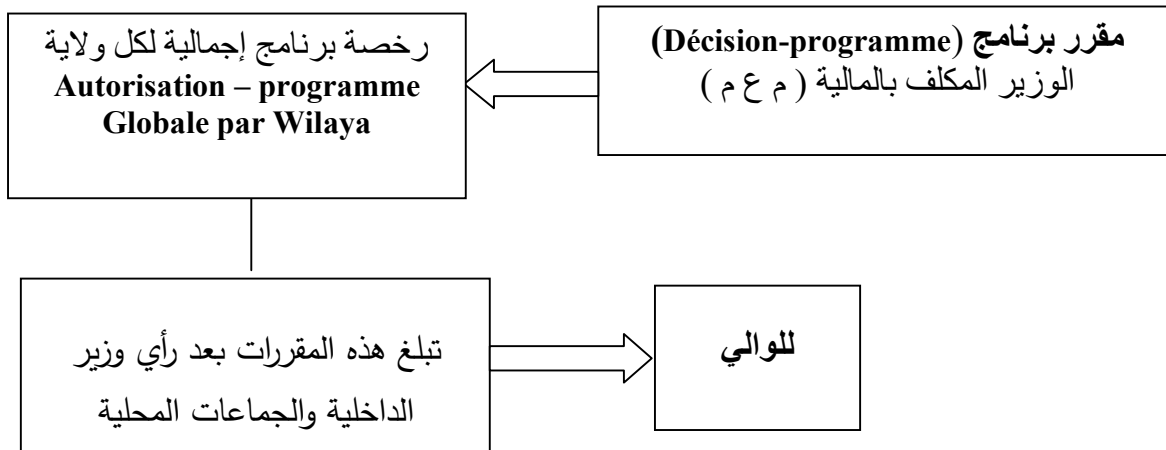 مقرر برنامج (Décision-programme)
الوزير المكلف بالمالية ( م ع م )
رخصة برنامج إجمالية لكل ولاية
Autorisation – programme
Globale par Wilaya
تبلغ هذه المقررات بعد رأي وزير
الداخلية والجماعات المحلية
للوالي